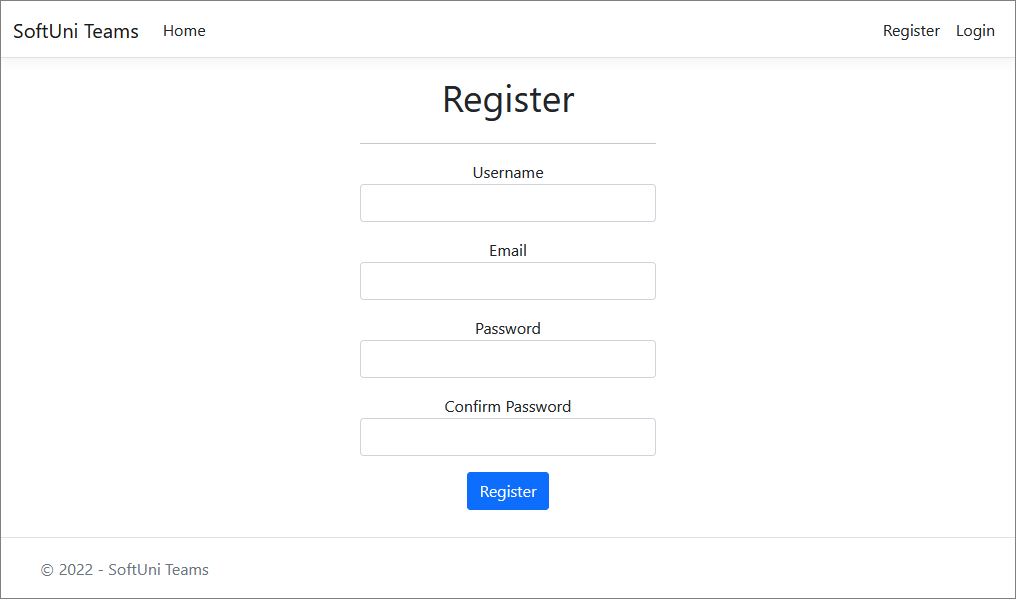 SoftUni Teams Home Register Login
Register
Username
Email
Password
Confirm Password
Register
© 2022 - SoftUni Teams